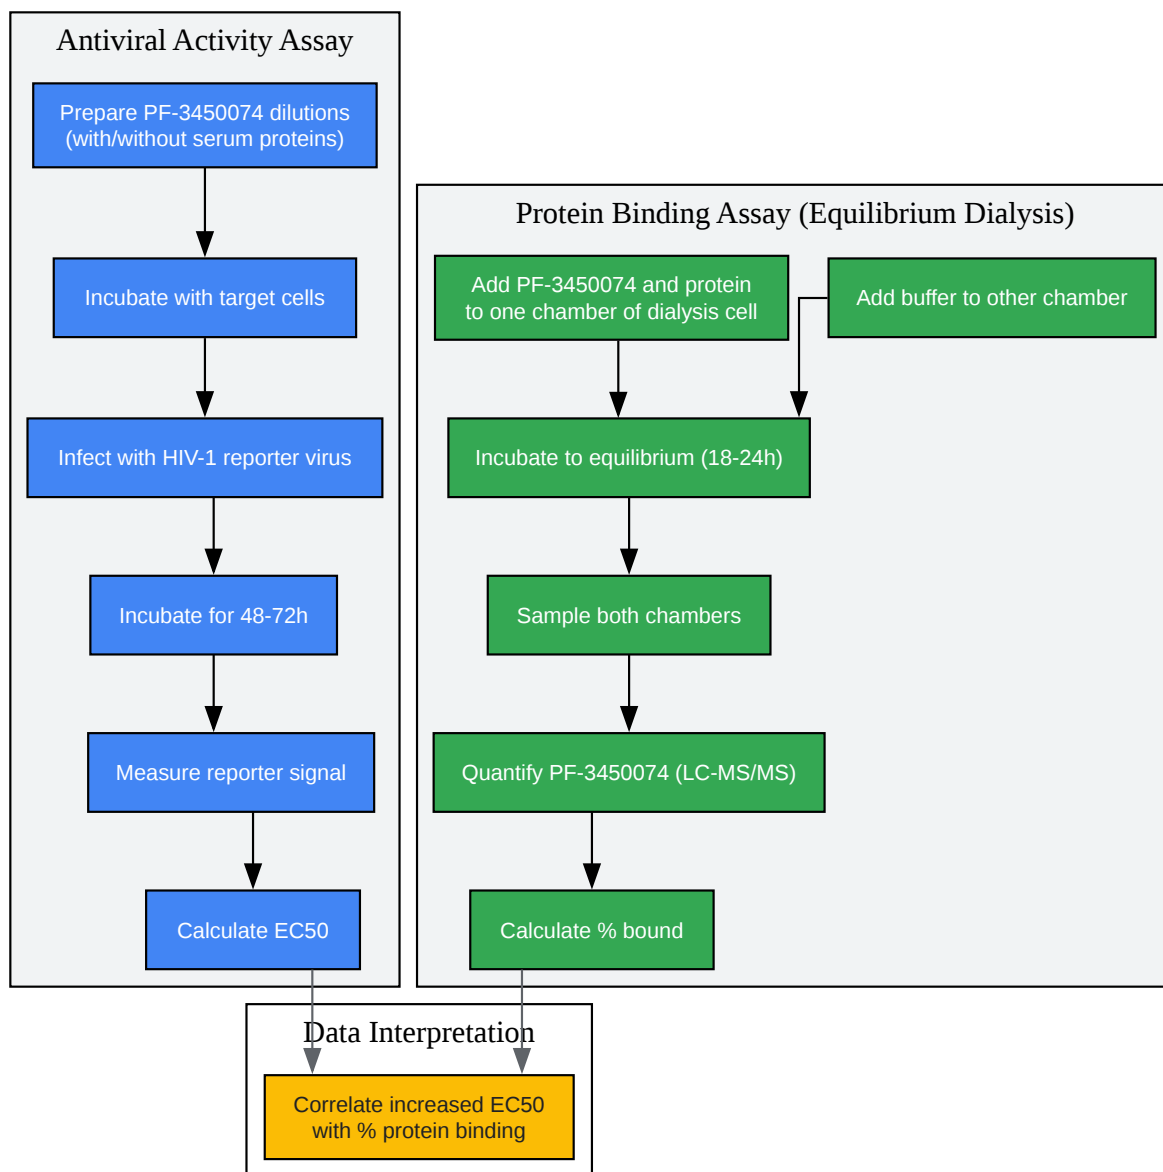 Antiviral Activity Assay
Prepare PF-3450074 dilutions
(with/without serum proteins)
Incubate with target cells
Infect with HIV-1 reporter virus
Incubate for 48-72h
Measure reporter signal
Calculate EC50
Protein Binding Assay (Equilibrium Dialysis)
Add PF-3450074 and protein
to one chamber of dialysis cell
Add buffer to other chamber
Incubate to equilibrium (18-24h)
Sample both chambers
Quantify PF-3450074 (LC-MS/MS)
Calculate % bound
Data Interpretation
Correlate increased EC50
with % protein binding